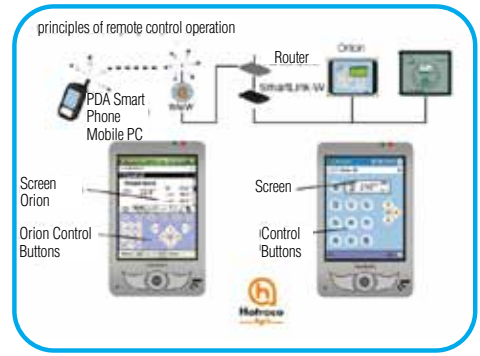 principles of remote control operation
Orion
Router
SmartLink-W
PDA Smart
Phone
Mobile PC
WWW
Screen
Orion
Orion Control
Buttons
Screen
Control
Buttons
Hotraco
Agri